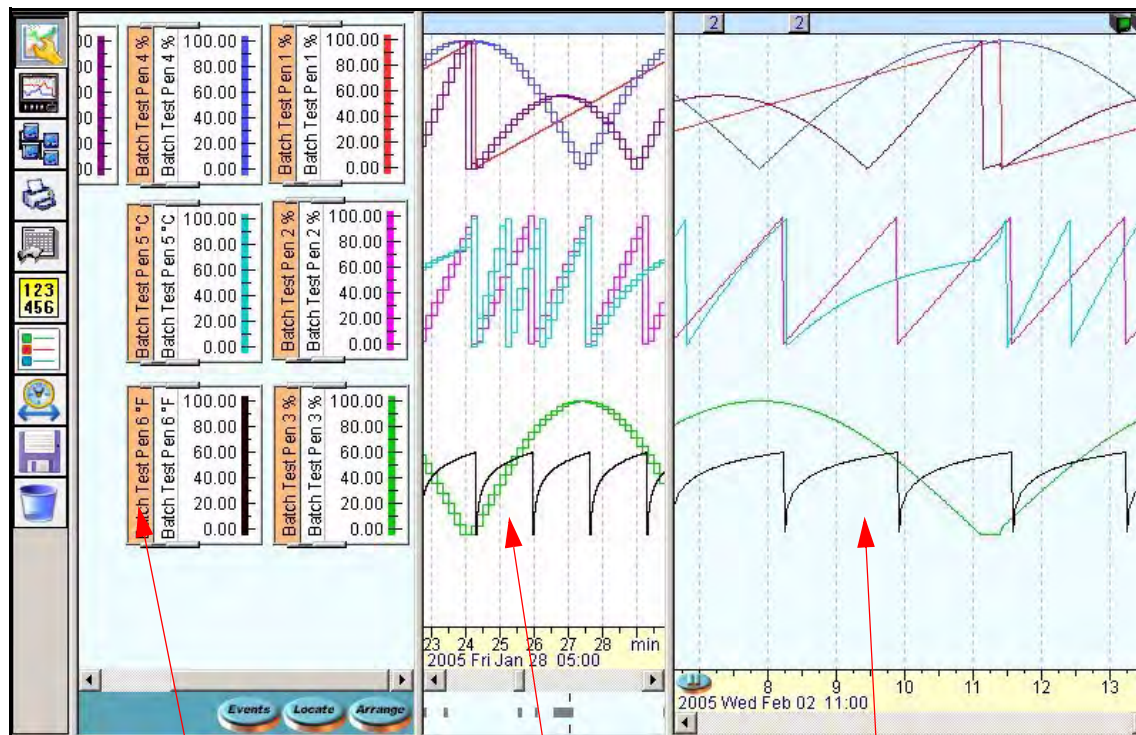 2
2
00
00
00
00
00
00
Batch Test Pen 4 %
Batch Test Pen 4 %
100.00
80.00
60.00
40.00
20.00
0.00
Batch Test Pen 1 %
Batch Test Pen 1 %
100.00
80.00
60.00
40.00
20.00
0.00
Batch Test Pen 5 °C
Batch Test Pen 5 °C
100.00
80.00
60.00
40.00
20.00
0.00
Batch Test Pen 2 %
Batch Test Pen 2 %
100.00
80.00
60.00
40.00
20.00
0.00
123
456
Batch Test Pen 6 °F
Batch Test Pen 6 °F
100.00
80.00
60.00
40.00
20.00
0.00
Batch Test Pen 3 %
Batch Test Pen 3 %
100.00
80.00
60.00
40.00
20.00
0.00
23 24 25 26 27 28 min
2005 Fri Jan 28 05:00
8 9 10 11 12 13
2005 Wed Feb 02 11:00
Events Locate Arrange